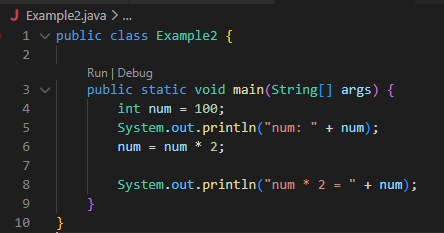 J Example2.java > ...
1 public class Example2 {
2
Run | Debug
3 public static void main(String[] args) {
4 int num = 100;
5 System.out.println("num: " + num);
6 num = num * 2;
7
8 System.out.println("num * 2 = " + num);
9 }
10 }